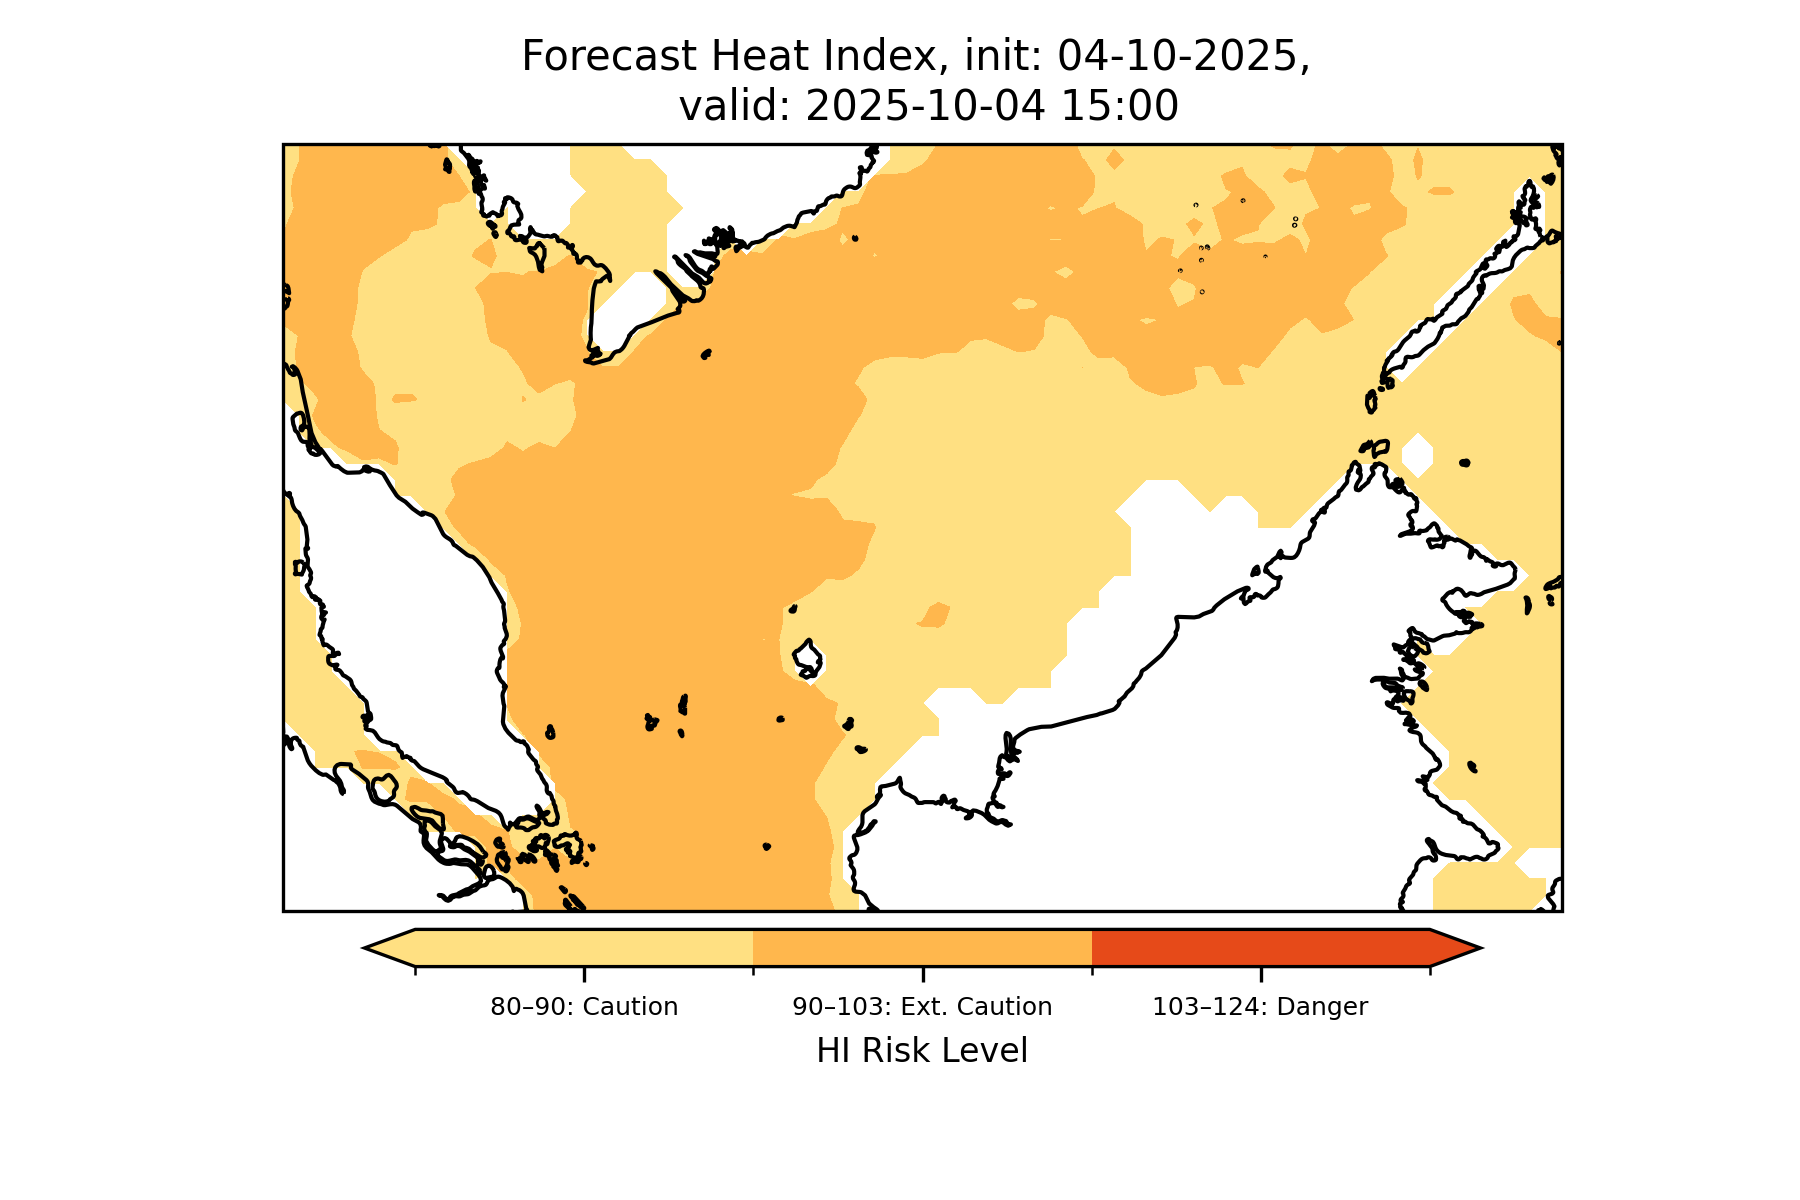 Forecast Heat Index, init: 04-10-2025,
valid: 2025-10-04 15:00
80–90: Caution
90–103: Ext. Caution
103–124: Danger
HI Risk Level